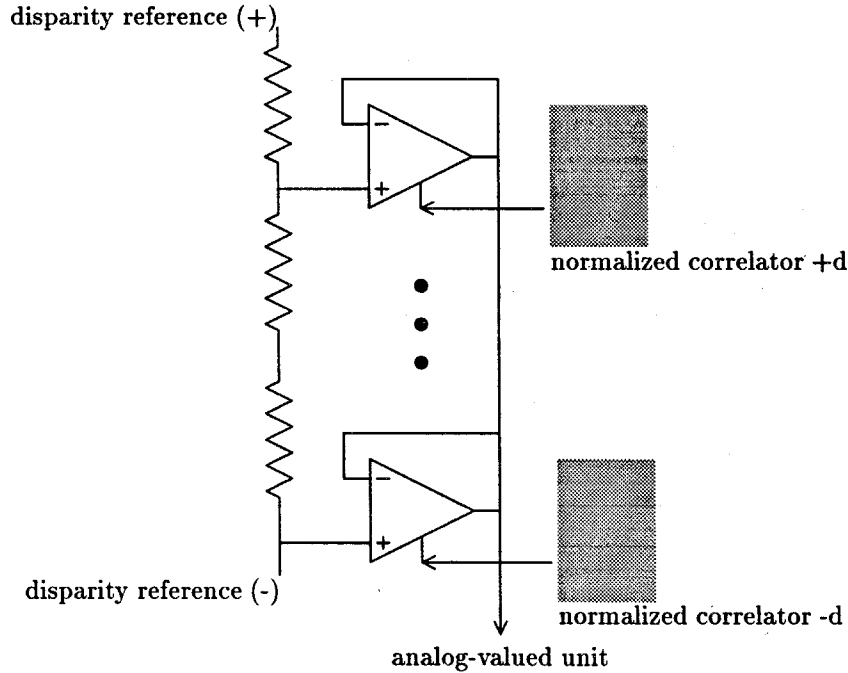 disparity reference (+)
−
+
normalized correlator +d
−
+
disparity reference (-)
normalized correlator -d
analog-valued unit